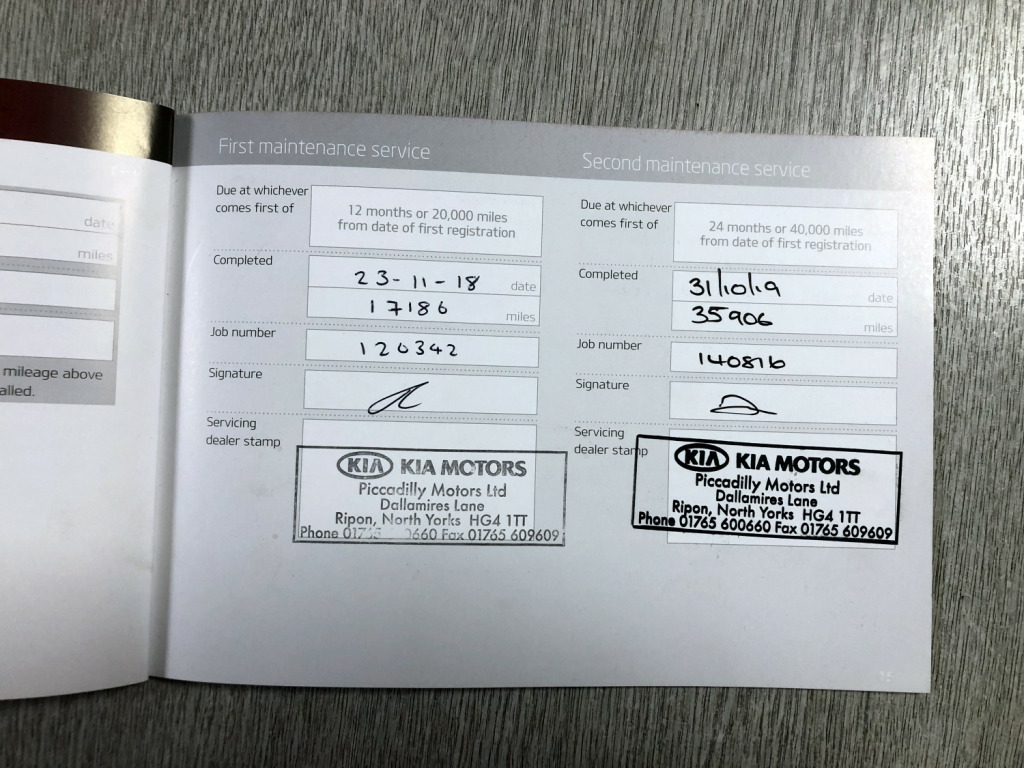 date
miles
mileage above
alled.
First maintenance service
Due at whichever
comes first of
12 months or 20,000 miles
from date of first registration
Completed
23-11-18 date
17186 miles
Job number
120342
Signature
Servicing
dealer stamp
KIA KIA MOTORS
Piccadilly Motors Ltd
Dallamires Lane
Ripon, North Yorks HG4 1TT
Phone Fax 01765 609609
Second maintenance service
Due at whichever
comes first of
24 months or 40,000 miles
from date of first registration
Completed
31/10/19 date
35906 miles
Job number
140816
Signature
Servicing
dealer stamp
KIA KIA MOTORS
Piccadilly Motors Ltd
Dallamires Lane
Ripon, North Yorks HG4 1TT
Phone 01765 600660 Fax 01765 609609
15